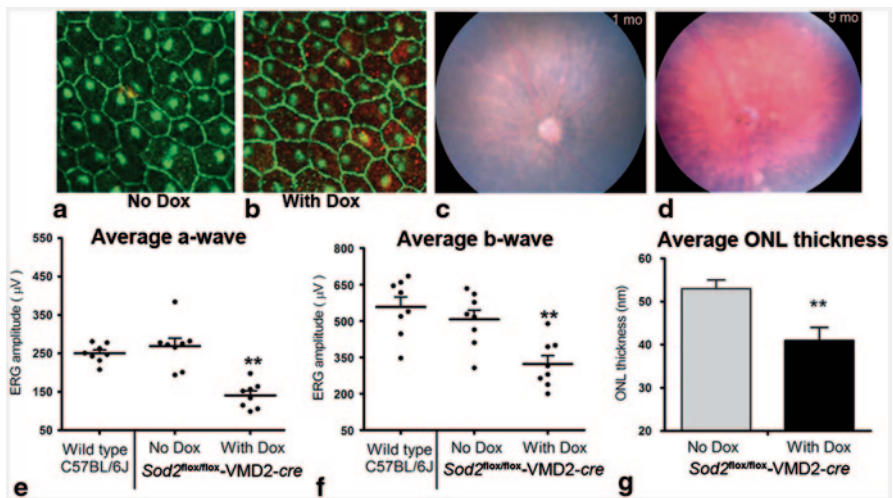 1 mo
9 mo
a
No Dox
b
With Dox
c
d
Average a-wave
ERG amplitude ( µV )
550
450
350
250
150
50
**
Wild type
C57BL/6J
No Dox
With Dox
Sod2flox/flox-VMD2-cre
e
Average b-wave
ERG amplitude ( µV )
800
650
500
350
200
50
**
Wild type
C57BL/6J
No Dox
With Dox
Sod2flox/flox-VMD2-cre
f
Average ONL thickness
ONL thickness (nm)
60
50
40
30
20
**
No Dox
With Dox
Sod2flox/flox-VMD2-cre
g